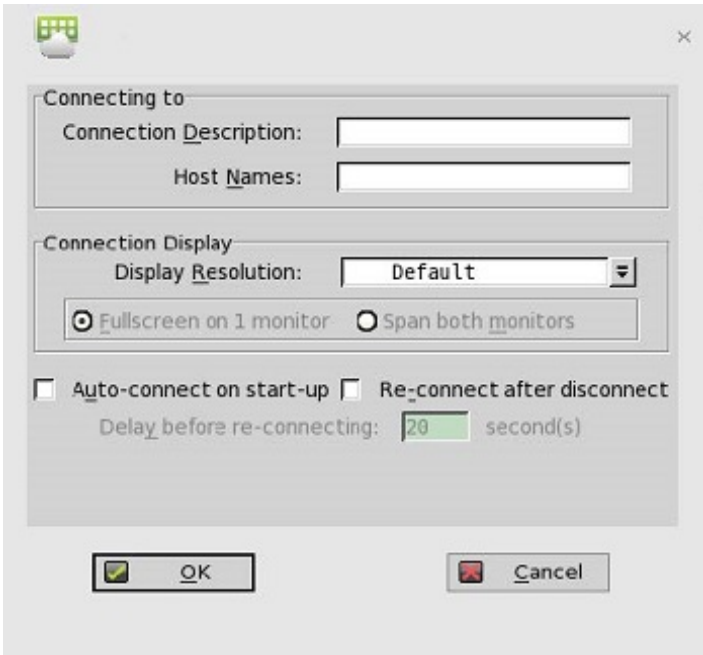 Connecting to
Connection Description:
Host Names:
Connection Display
Display Resolution: Default
Fullscreen on 1 monitor Span both monitors
Auto-connect on start-up Re-connect after disconnect
Delay before re-connecting: 20 second(s)
OK Cancel